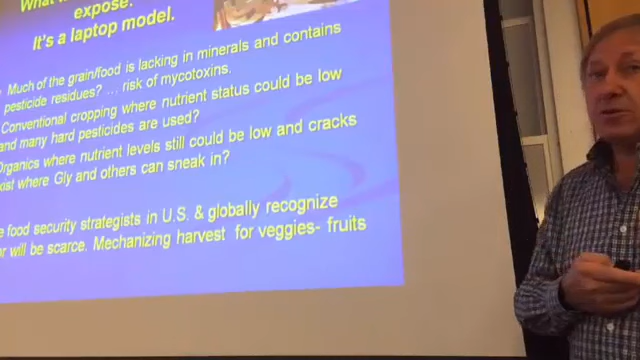 What
expose?
It's a laptop model.
Much of the grain/food is lacking in minerals and contains
pesticide residues? ... risk of mycotoxins.
Conventional cropping where nutrient status could be low
and many hard pesticides are used?
Organics where nutrient levels still could be low and cracks
where Gly and others can sneak in?
food security strategists in U.S. & globally recognize
will be scarce. Mechanizing harvest for veggies- fruits